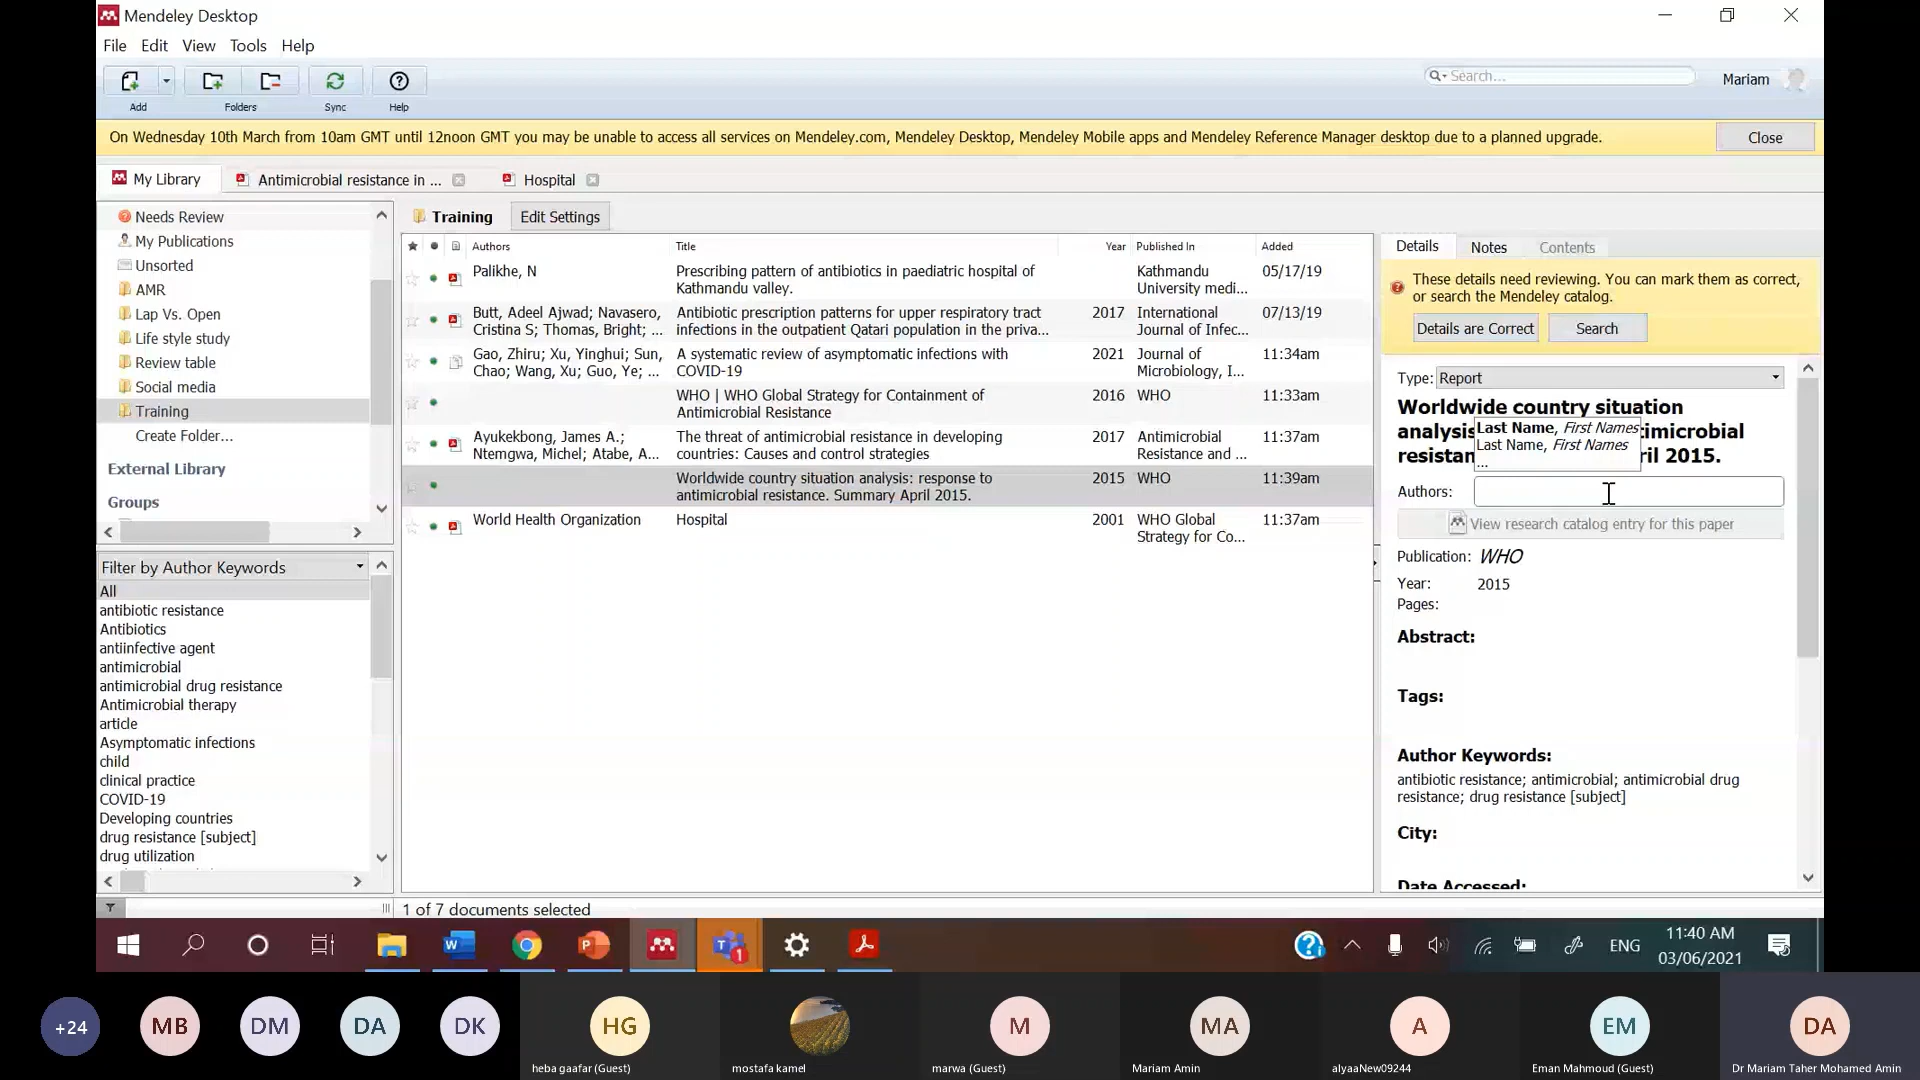 Mendeley Desktop
File Edit View Tools Help
Search...
Mariam
Add
Folders
Sync
Help
On Wednesday 10th March from 10am GMT until 12noon GMT you may be unable to access all services on Mendeley.com, Mendeley Desktop, Mendeley Mobile apps and Mendeley Reference Manager desktop due to a planned upgrade.
Close
My Library
Antimicrobial resistance in ...
Hospital
Needs Review
My Publications
Unsorted
AMR
Lap Vs. Open
Life style study
Review table
Social media
Training
Create Folder...
External Library
Groups
Filter by Author Keywords
All
antibiotic resistance
Antibiotics
antiinfective agent
antimicrobial
antimicrobial drug resistance
Antimicrobial therapy
article
Asymptomatic infections
child
clinical practice
COVID-19
Developing countries
drug resistance [subject]
drug utilization
Training
Edit Settings
Authors Title Year Published In Added
Palikhe, N
Prescribing pattern of antibiotics in paediatric hospital of
Kathmandu valley.
Kathmandu
University medi...
05/17/19
Butt, Adeel Ajwad; Navasero,
Cristina S; Thomas, Bright; ...
Antibiotic prescription patterns for upper respiratory tract
infections in the outpatient Qatari population in the priva...
2017
International
Journal of Infec...
07/13/19
Gao, Zhiru; Xu, Yinghui; Sun,
Chao; Wang, Xu; Guo, Ye; ...
A systematic review of asymptomatic infections with
COVID-19
2021
Journal of
Microbiology, I...
11:34am
WHO | WHO Global Strategy for Containment of
Antimicrobial Resistance
2016
WHO
11:33am
Ayukekbong, James A.;
Ntemgwa, Michel; Atabe, A...
The threat of antimicrobial resistance in developing
countries: Causes and control strategies
2017
Antimicrobial
Resistance and ...
11:37am
Worldwide country situation analysis: response to
antimicrobial resistance. Summary April 2015.
2015
WHO
11:39am
World Health Organization
Hospital
2001
WHO Global
Strategy for Co...
11:37am
1 of 7 documents selected
Details Notes Contents
These details need reviewing. You can mark them as correct,
or search the Mendeley catalog.
Details are Correct
Search
Type: Report
Worldwide country situation
analysis timicrobial
resistan ril 2015.
Last Name, First Names
Last Name, First Names
...
Authors:
View research catalog entry for this paper
Publication: WHO
Year: 2015
Pages:
Abstract:
Tags:
Author Keywords:
antibiotic resistance; antimicrobial; antimicrobial drug
resistance; drug resistance [subject]
City:
Date Accessed:
1
ENG
11:40 AM
03/06/2021
+24
MB
DM
DA
DK
HG
heba gaafar (Guest)
mostafa kamel
M
marwa (Guest)
MA
Mariam Amin
A
alyaaNew09244
EM
Eman Mahmoud (Guest)
DA
Dr Mariam Taher Mohamed Amin